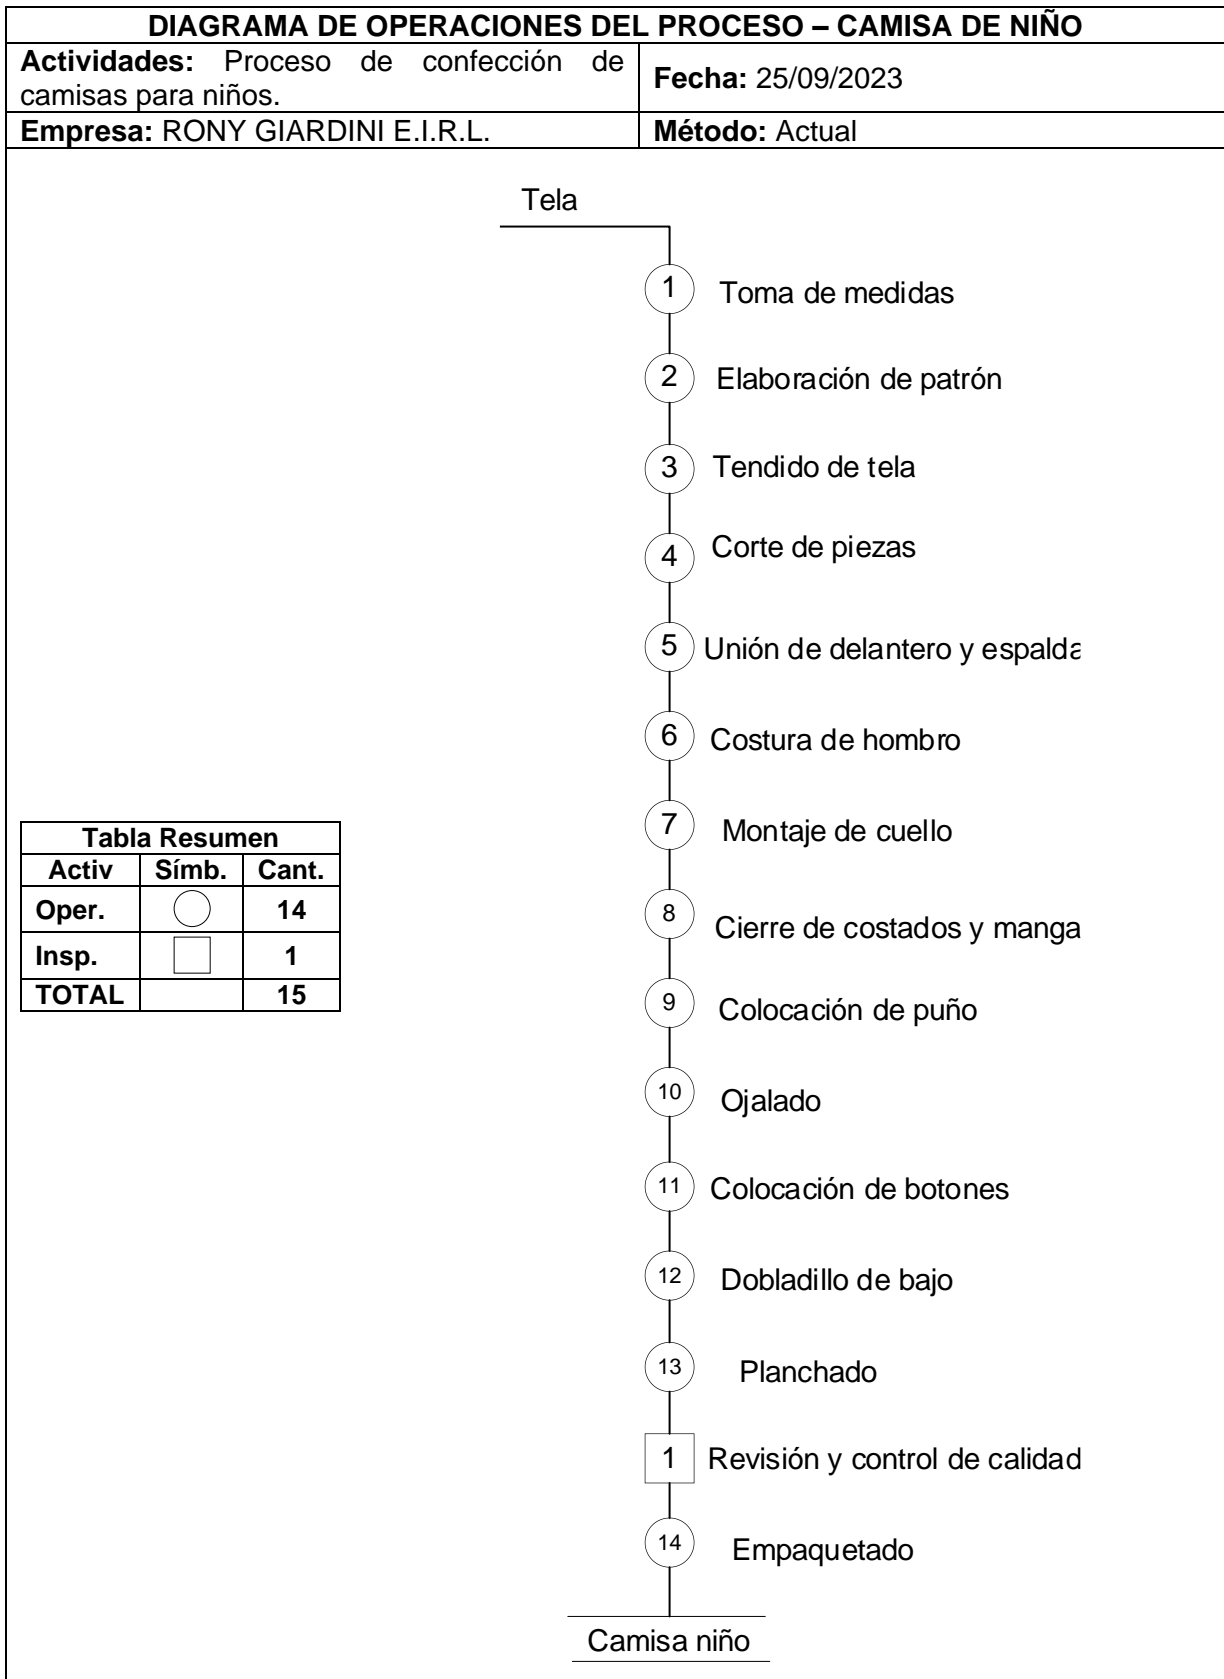 DIAGRAMA DE OPERACIONES DEL PROCESO – CAMISA DE NIÑO
Actividades: Proceso de confección de
camisas para niños.
Fecha: 25/09/2023
Empresa: RONY GIARDINI E.I.R.L.
Método: Actual
Tela
1 Toma de medidas
2 Elaboración de patrón
3 Tendido de tela
4 Corte de piezas
5 Unión de delantero y espalda
6 Costura de hombro
7 Montaje de cuello
8 Cierre de costados y manga
9 Colocación de puño
10 Ojalado
11 Colocación de botones
12 Dobladillo de bajo
13 Planchado
1 Revisión y control de calidad
14 Empaquetado
Camisa niño
Tabla Resumen
Activ Símb. Cant.
Oper. 14
Insp. 1
TOTAL 15